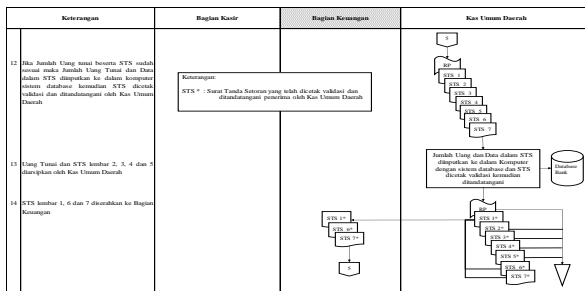 Keterangan
Bagian Kasir
Bagian Keuangan
Kas Umum Daerah
12 Jika Jumlah Uang tunai beserta STS sudah
sesuai maka Jumlah Uang Tunai dan Data
dalam STS diinputkan ke dalam komputer
sistem database kemudian STS dicetak
validasi dan ditandatangani oleh Kas Umum
Daerah
13 Uang Tunai dan STS lembar 2, 3, 4 dan 5
diarsipkan oleh Kas Umum Daerah
14 STS lembar 1, 6 dan 7 diserahkan ke Bagian
Keuangan
Keterangan:
STS * : Surat Tanda Setoran yang telah dicetak validasi dan
ditandatangani penerima oleh Kas Umum Daerah
STS 1*
STS 6*
STS 7*
S
S
RP
STS 1
STS 2
STS 3
STS 4
STS 5
STS 6
STS 7
Jumlah Uang dan Data dalam STS
diinputkan ke dalam Komputer
dengan sistem database dan STS
dicetak validasi kemudian
ditandatangani
Database
Bank
RP
STS 1*
STS 2*
STS 3*
STS 4*
STS 5*
STS 6*
STS 7*